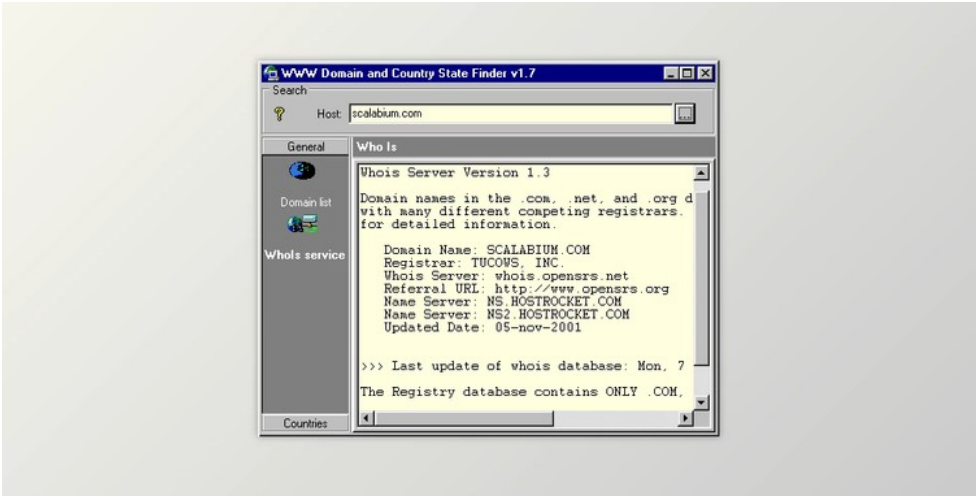 WWW Domain and Country State Finder v1.7
Search
Host: scalabium.com
...
General
Domain list
WhoIs service
Countries
Who Is
Whois Server Version 1.3
Domain names in the .com, .net, and .org d
with many different competing registrars.
for detailed information.
Domain Name: SCALABIUM.COM
Registrar: TUCOWS, INC.
Whois Server: whois.opensrs.net
Referral URL: http://www.opensrs.org
Name Server: NS.HOSTROCKET.COM
Name Server: NS2.HOSTROCKET.COM
Updated Date: 05-nov-2001
>>> Last update of whois database: Mon, 7
The Registry database contains ONLY .COM,